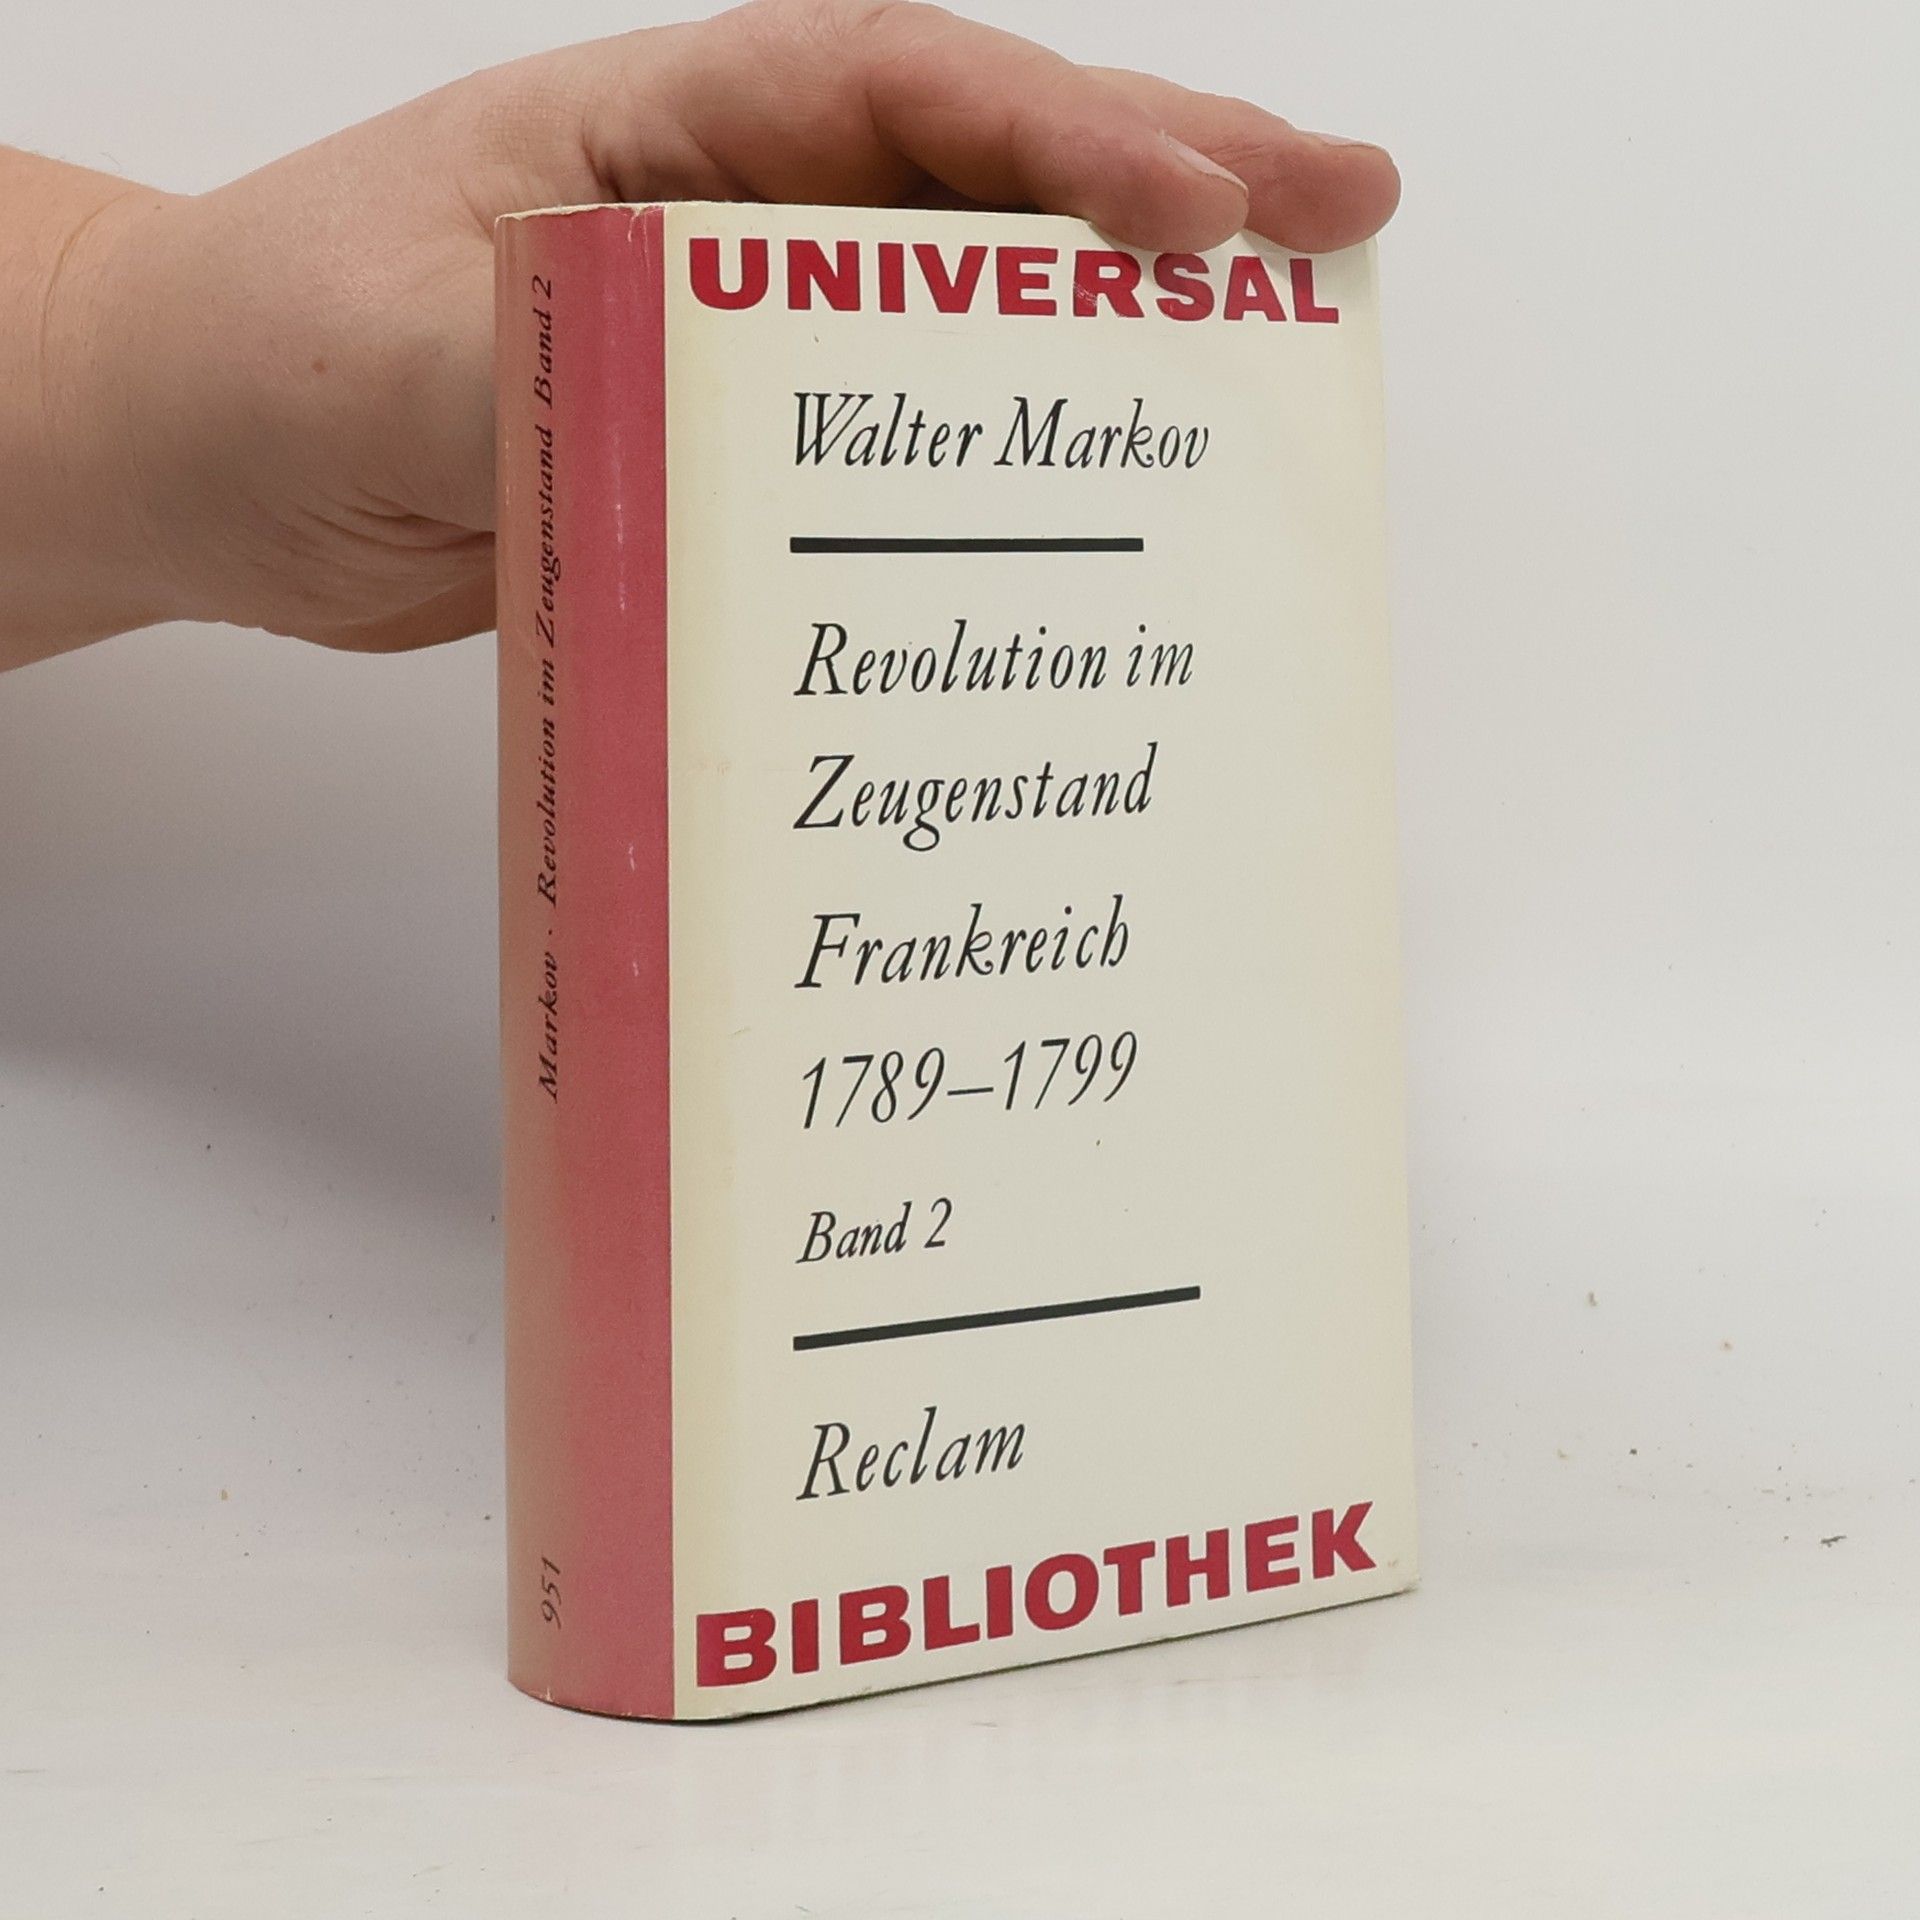 Markov · Revolution im Zeugenstand Band 2
951
UNIVERSAL
Walter Markov
Revolution im
Zeugenstand
Frankreich
1789–1799
Band 2
Reclam
BIBLIOTHEK